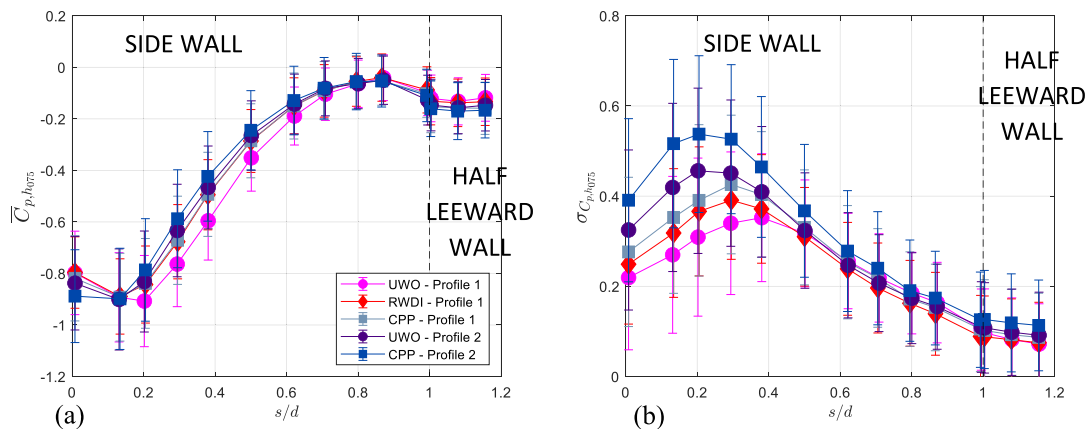 0.2
0
-0.2
-0.4
-0.6
-0.8
-1
-1.2
0
0.2
0.4
0.6
0.8
1.0
1.2
C̅p,h075
s/d
SIDE WALL
HALF
LEEWARD
WALL
UWO - Profile 1
RWDI - Profile 1
CPP - Profile 1
UWO - Profile 2
CPP - Profile 2
(a)
0.8
0.6
0.4
0.2
0
0
0.2
0.4
0.6
0.8
1.0
1.2
σCp,h075
s/d
SIDE WALL
HALF
LEEWARD
WALL
(b)